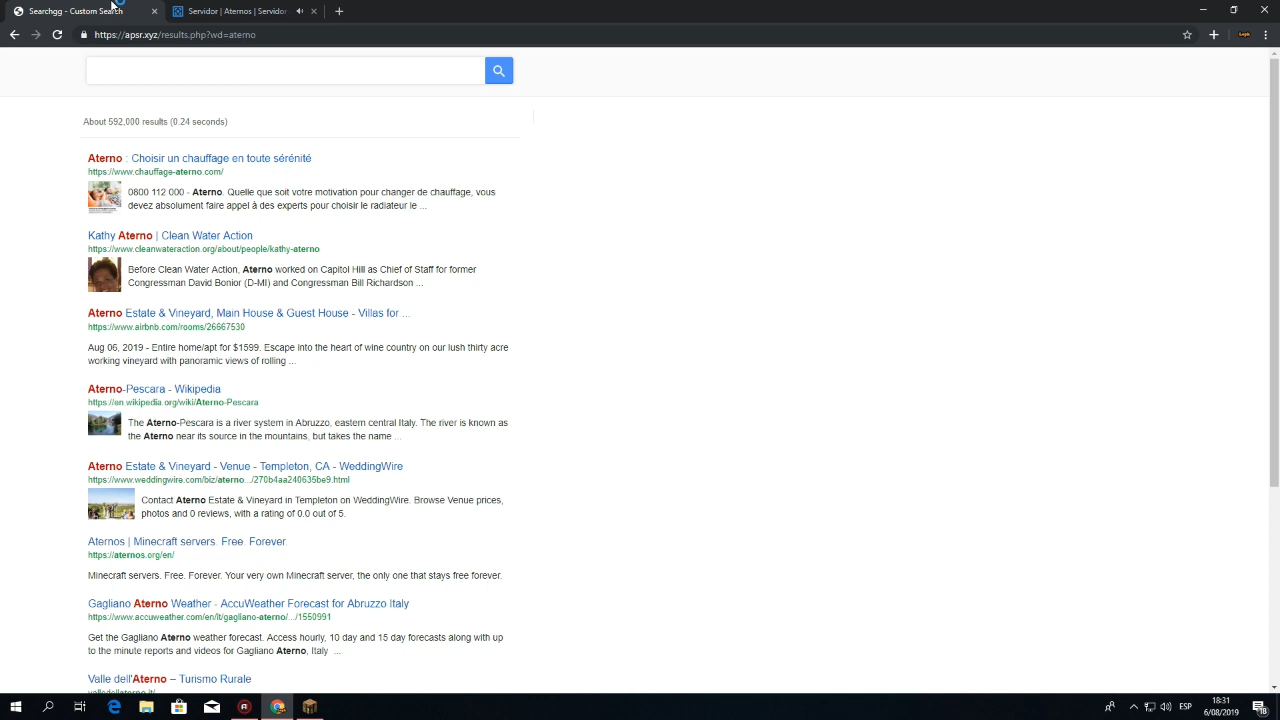 Searchgg - Custom Search
Servidor | Aternos | Servidor
https://apsr.xyz/results.php?wd=aterno
About 592,000 results (0.24 seconds)
Aterno : Choisir un chauffage en toute sérénité
https://www.chauffage-aterno.com/
0800 112 000 - Aterno. Quelle que soit votre motivation pour changer de chauffage, vous
devez absolument faire appel à des experts pour choisir le radiateur le ...
Kathy Aterno | Clean Water Action
https://www.cleanwateraction.org/about/people/kathy-aterno
Before Clean Water Action, Aterno worked on Capitol Hill as Chief of Staff for former
Congressman David Bonior (D-MI) and Congressman Bill Richardson ...
Aterno Estate & Vineyard, Main House & Guest House - Villas for ...
https://www.airbnb.com/rooms/26667530
Aug 06, 2019 - Entire home/apt for $1599. Escape into the heart of wine country on our lush thirty acre
working vineyard with panoramic views of rolling ...
Aterno-Pescara - Wikipedia
https://en.wikipedia.org/wiki/Aterno-Pescara
The Aterno-Pescara is a river system in Abruzzo, eastern central Italy. The river is known as
the Aterno near its source in the mountains, but takes the name ...
Aterno Estate & Vineyard - Venue - Templeton, CA - WeddingWire
https://www.weddingwire.com/biz/aterno.../270b4aa240635be9.html
Contact Aterno Estate & Vineyard in Templeton on WeddingWire. Browse Venue prices,
photos and 0 reviews, with a rating of 0.0 out of 5.
Aternos | Minecraft servers. Free. Forever.
https://aternos.org/en/
Minecraft servers. Free. Forever. Your very own Minecraft server, the only one that stays free forever.
Gagliano Aterno Weather - AccuWeather Forecast for Abruzzo Italy
https://www.accuweather.com/en/it/gagliano-aterno/.../1550991
Get the Gagliano Aterno weather forecast. Access hourly, 10 day and 15 day forecasts along with up
to the minute reports and videos for Gagliano Aterno, Italy ...
Valle dell'Aterno – Turismo Rurale
valledellaterno.it/
ESP
18:31
6/08/2019